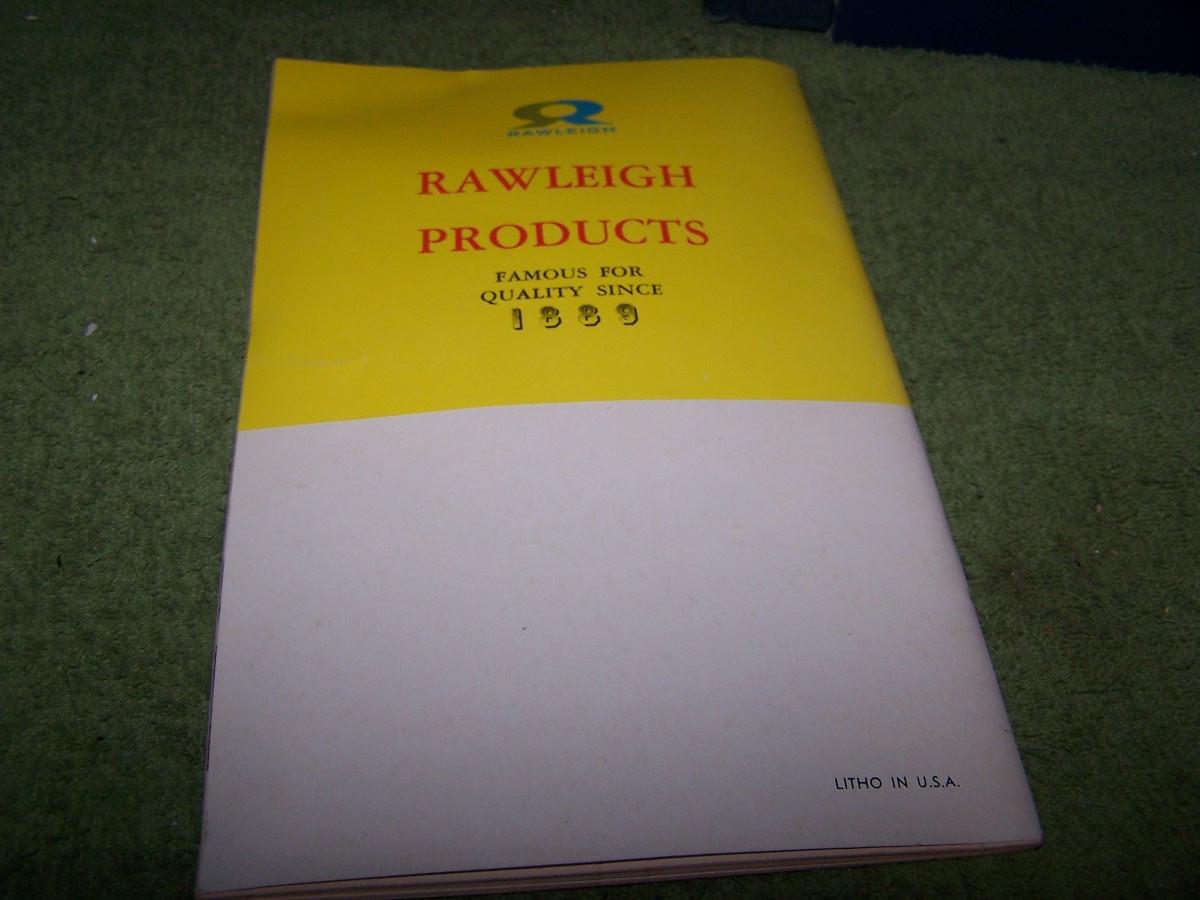 RAWLEIGH
RAWLEIGH
PRODUCTS
FAMOUS FOR
QUALITY SINCE
1889
LITHO IN U.S.A.